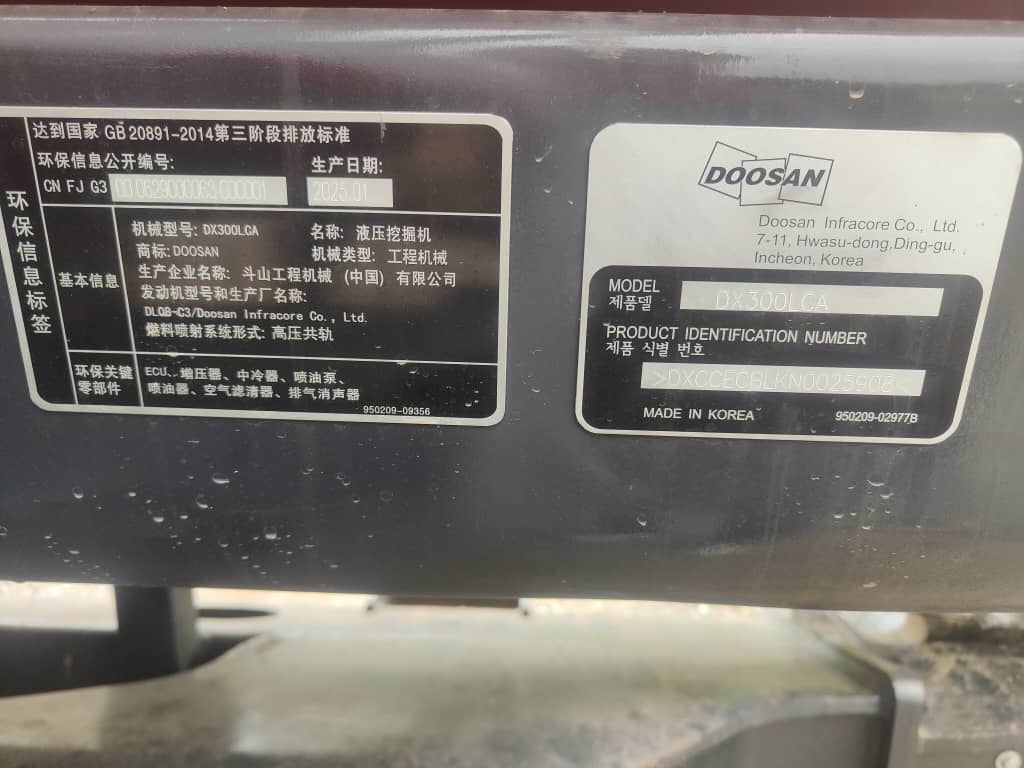 达到国家 GB 20891-2014第三阶段排放标准
环保信息公开编号:
生产日期:
CN FJ G3
2025.01
环保信息标签
基本信息
机械型号: DX300LCA
名称: 液压挖掘机
商标: DOOSAN
机械类型: 工程机械
生产企业名称: 斗山工程机械 (中国) 有限公司
发动机型号和生产厂名称:
DL08-C3/Doosan Infracore Co., Ltd.
燃料喷射系统形式: 高压共轨
环保关键零部件
ECU、增压器、中冷器、喷油泵、
喷油器、空气滤清器、排气消声器
950209-09356
DOOSAN
Doosan Infracore Co., Ltd.
7-11, Hwasu-dong,Ding-gu,
Incheon, Korea
MODEL
제품델
DX300LCA
PRODUCT IDENTIFICATION NUMBER
제품 식별 번호
MADE IN KOREA
950209-02977B